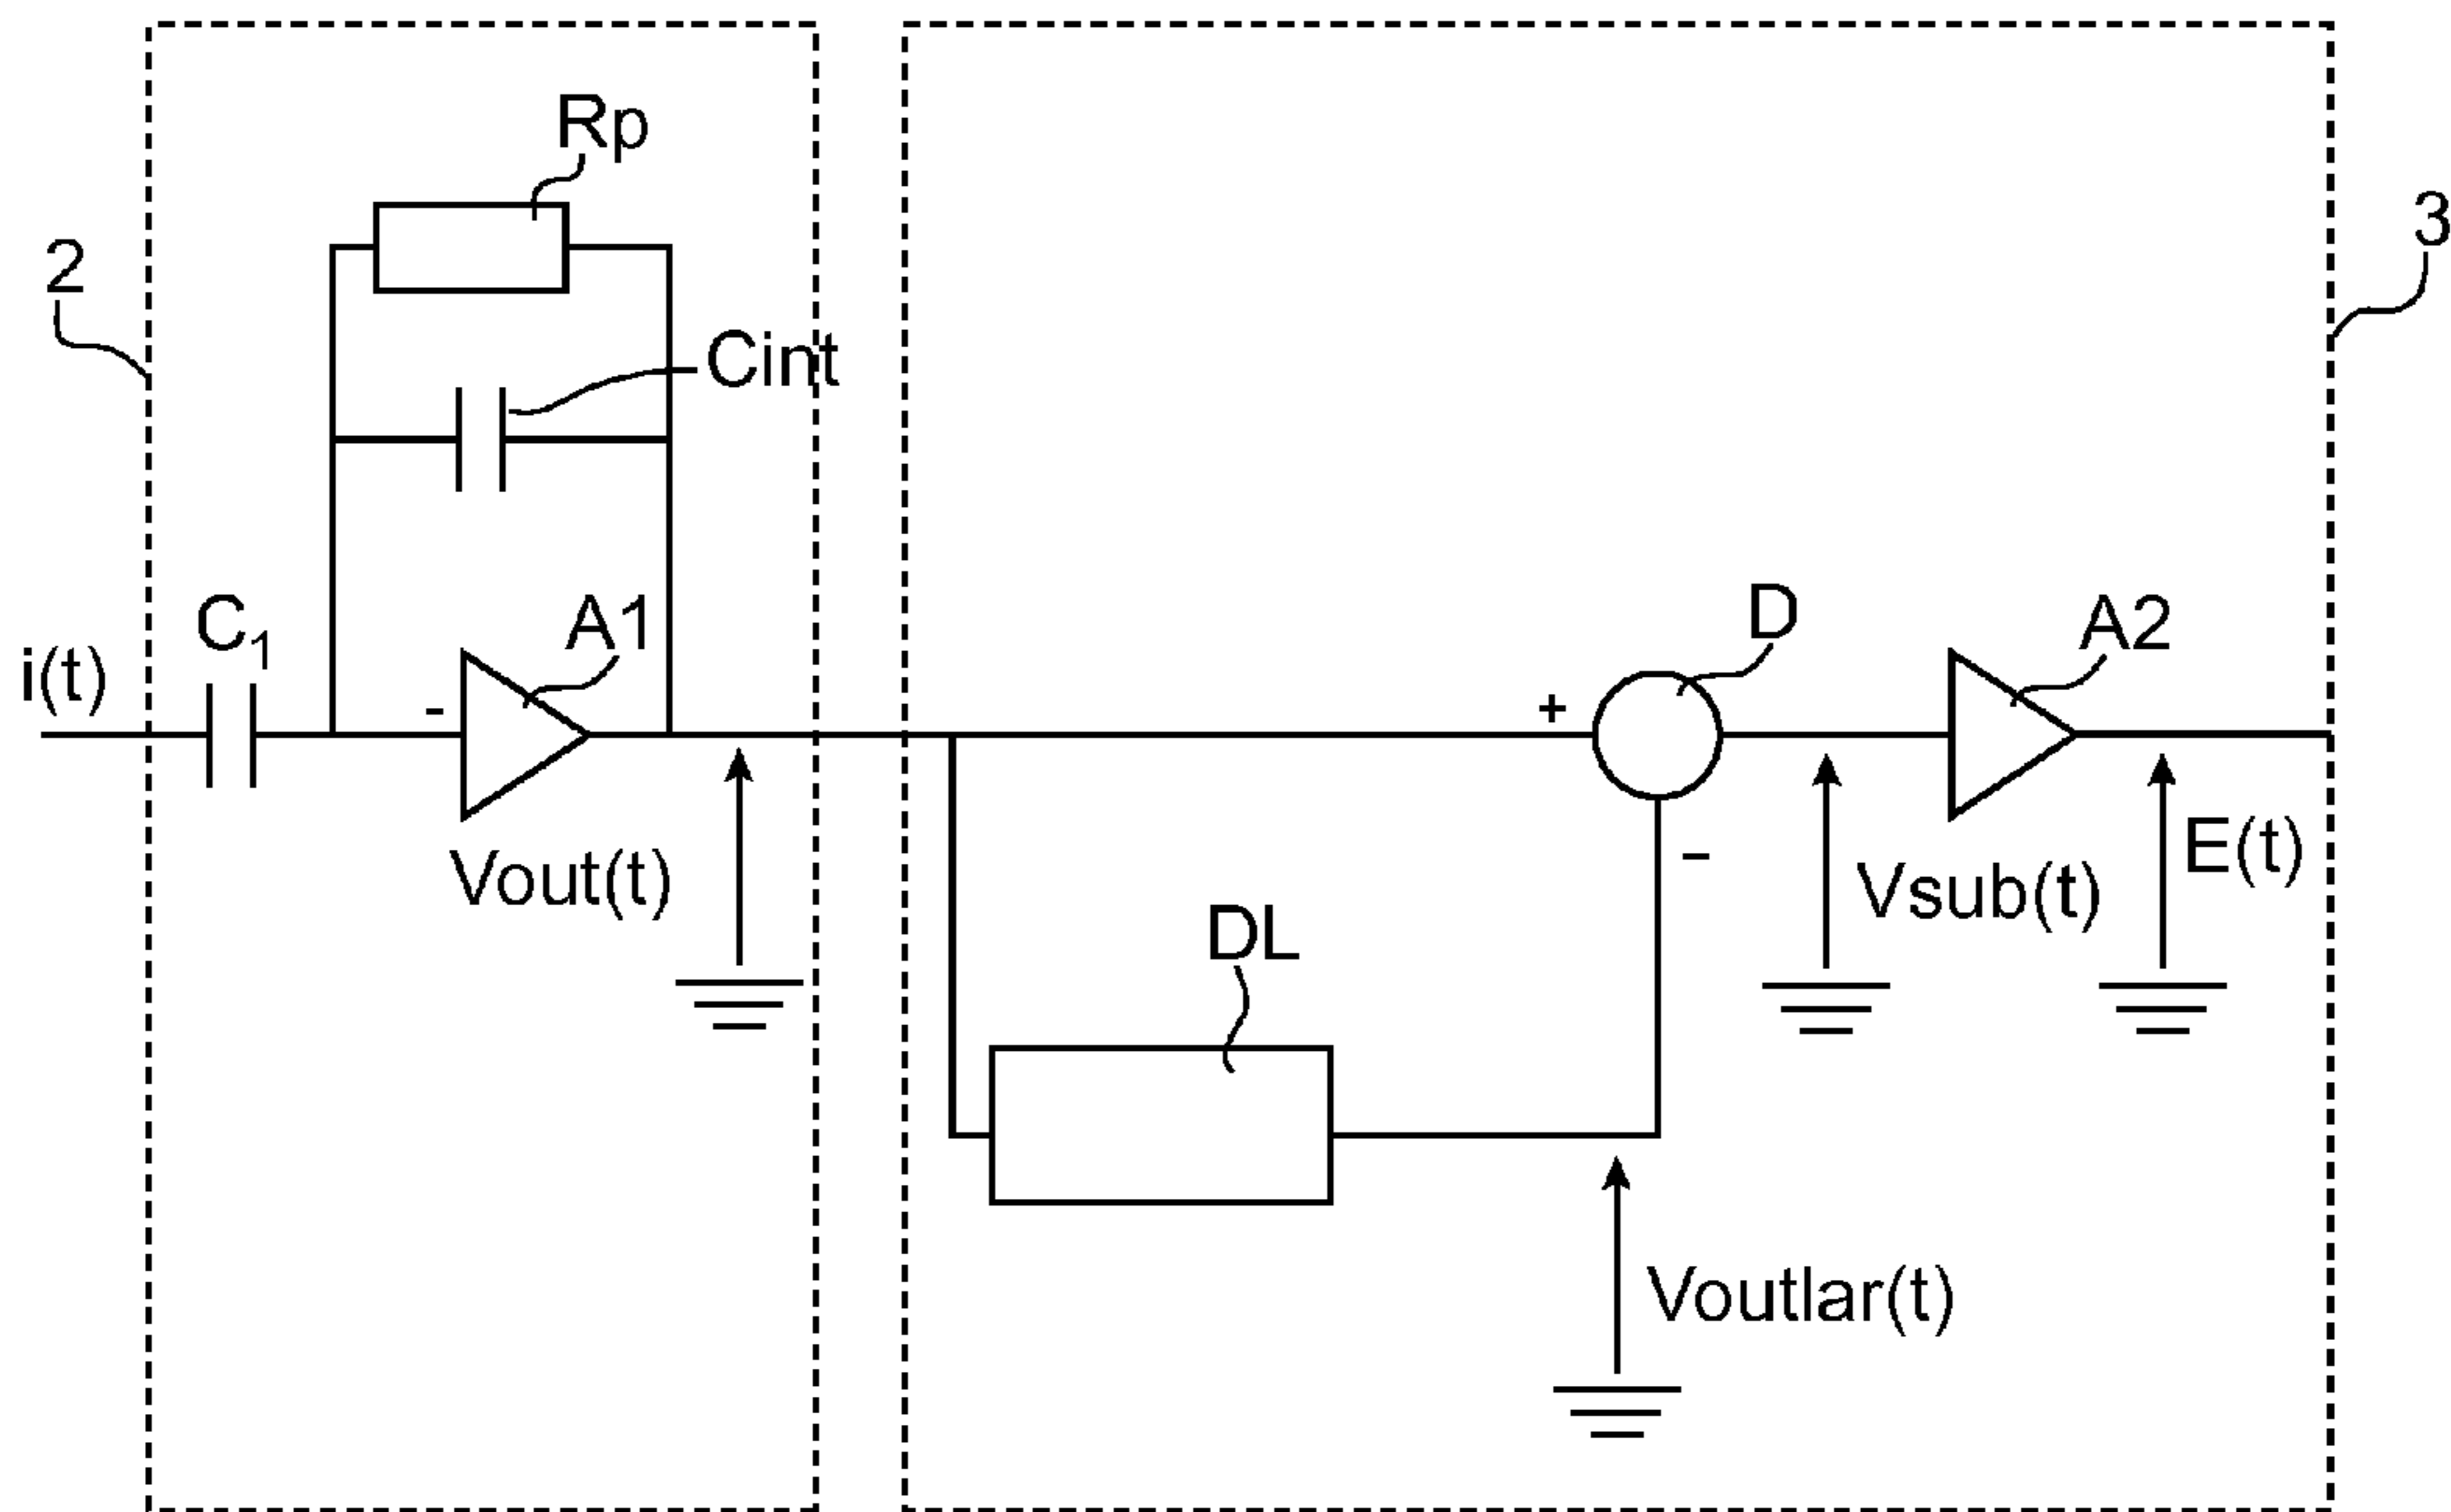 Rp
2
3
Cint
C1
A1
D
A2
i(t)
-
+
Vout(t)
E(t)
–
Vsub(t)
DL
Voutlar(t)